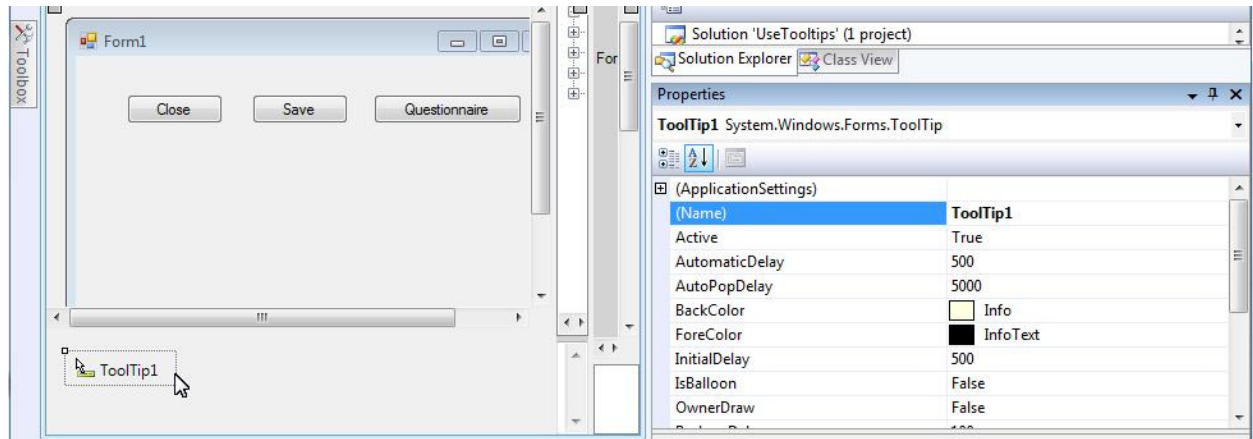 Toolbox
Form1
Close
Save
Questionnaire
ToolTip1
For
Solution 'UseTooltips' (1 project)
Solution Explorer
Class View
Properties
ToolTip1 System.Windows.Forms.ToolTip
(ApplicationSettings)
(Name) ToolTip1
Active True
AutomaticDelay 500
AutoPopDelay 5000
BackColor Info
ForeColor InfoText
InitialDelay 500
IsBalloon False
OwnerDraw False